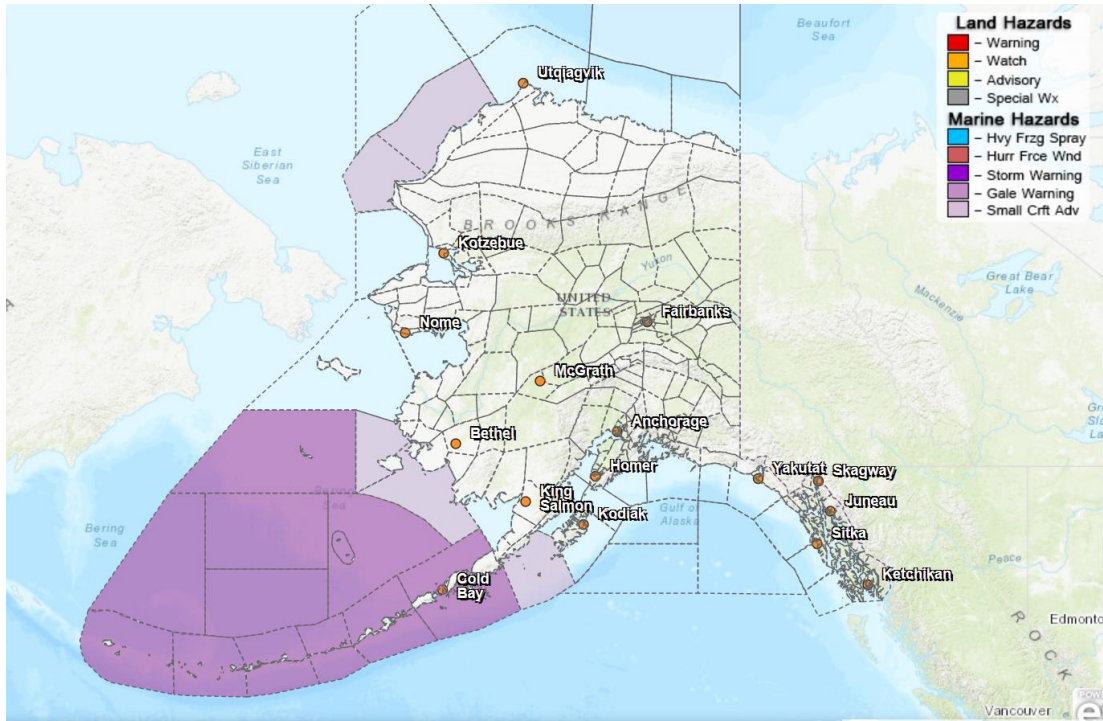 Land Hazards
– Warning
– Watch
– Advisory
– Special Wx
Marine Hazards
– Hvy Frzg Spray
– Hurr Frce Wnd
– Storm Warning
– Gale Warning
– Small Crft Adv
Beaufort
Sea
Utqiagvik
East
Siberian
Sea
BROOKS RANGE
Kotzebue
Yukon
Great Bear
Lake
Mackenzie
UNITED
STATES
Nome
Fairbanks
McGrath
Bethel
Anchorage
Homer
Yakutat
Skagway
King
Salmon
Kodiak
Gulf of
Alaska
Juneau
Sitka
Bering
Sea
Peace
Cold
Bay
Ketchikan
Edmonto
ROCK
Vancouver